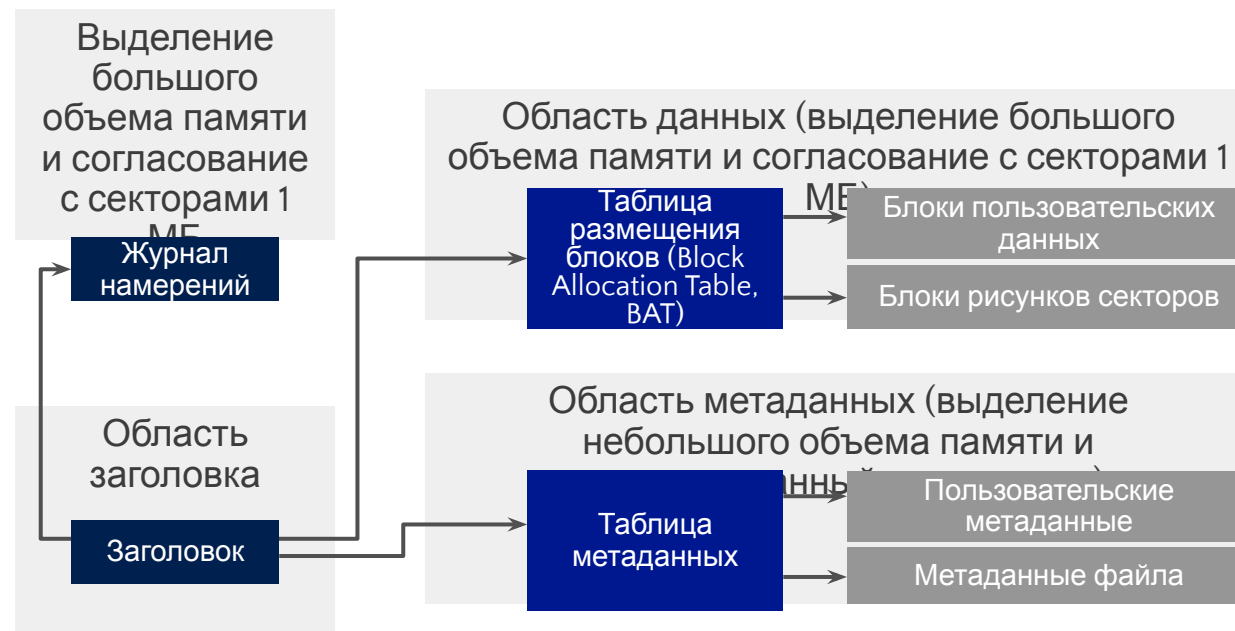 Выделение
большого
объема памяти
и согласование
с секторами 1
МБ
Журнал
намерений
Область
заголовка
Заголовок
Область данных (выделение большого
объема памяти и согласование с секторами 1
МБ)
Таблица
размещения
блоков (Block
Allocation Table,
BAT)
Блоки пользовательских
данных
Блоки рисунков секторов
Область метаданных (выделение
небольшого объема памяти и
Таблица
метаданных
Пользовательские
метаданные
Метаданные файла